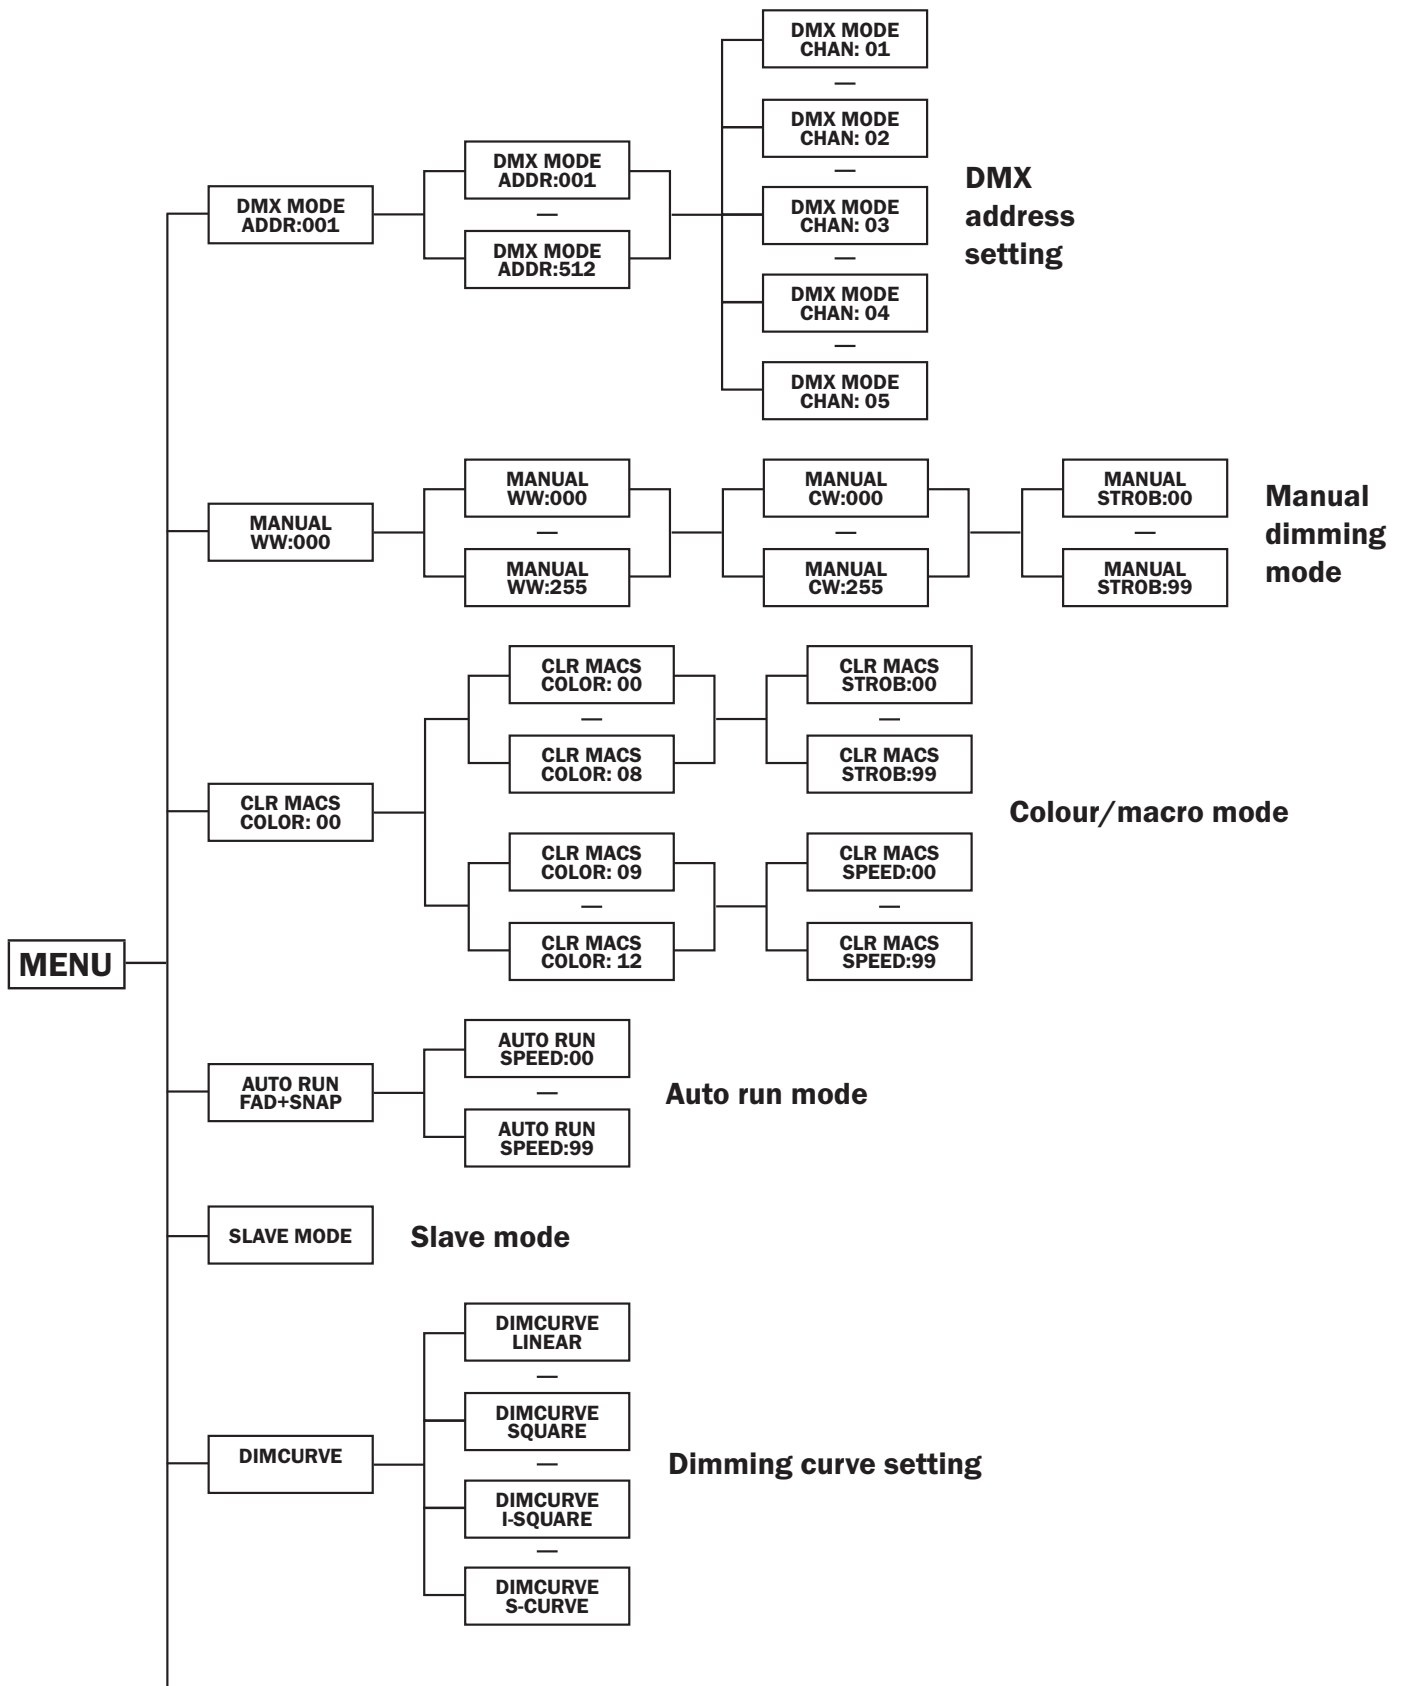 MENU
DMX MODE
ADDR:001
DMX MODE
ADDR:001
—
DMX MODE
ADDR:512
DMX MODE
CHAN: 01
—
DMX MODE
CHAN: 02
—
DMX MODE
CHAN: 03
—
DMX MODE
CHAN: 04
—
DMX MODE
CHAN: 05
DMX
address
setting
MANUAL
WW:000
MANUAL
WW:000
—
MANUAL
WW:255
MANUAL
CW:000
—
MANUAL
CW:255
MANUAL
STROB:00
—
MANUAL
STROB:99
Manual
dimming
mode
CLR MACS
COLOR: 00
CLR MACS
COLOR: 00
—
CLR MACS
COLOR: 08
CLR MACS
STROB:00
—
CLR MACS
STROB:99
CLR MACS
COLOR: 09
—
CLR MACS
COLOR: 12
CLR MACS
SPEED:00
—
CLR MACS
SPEED:99
Colour/macro mode
AUTO RUN
FAD+SNAP
AUTO RUN
SPEED:00
—
AUTO RUN
SPEED:99
Auto run mode
SLAVE MODE
Slave mode
DIMCURVE
DIMCURVE
LINEAR
—
DIMCURVE
SQUARE
—
DIMCURVE
I-SQUARE
—
DIMCURVE
S-CURVE
Dimming curve setting